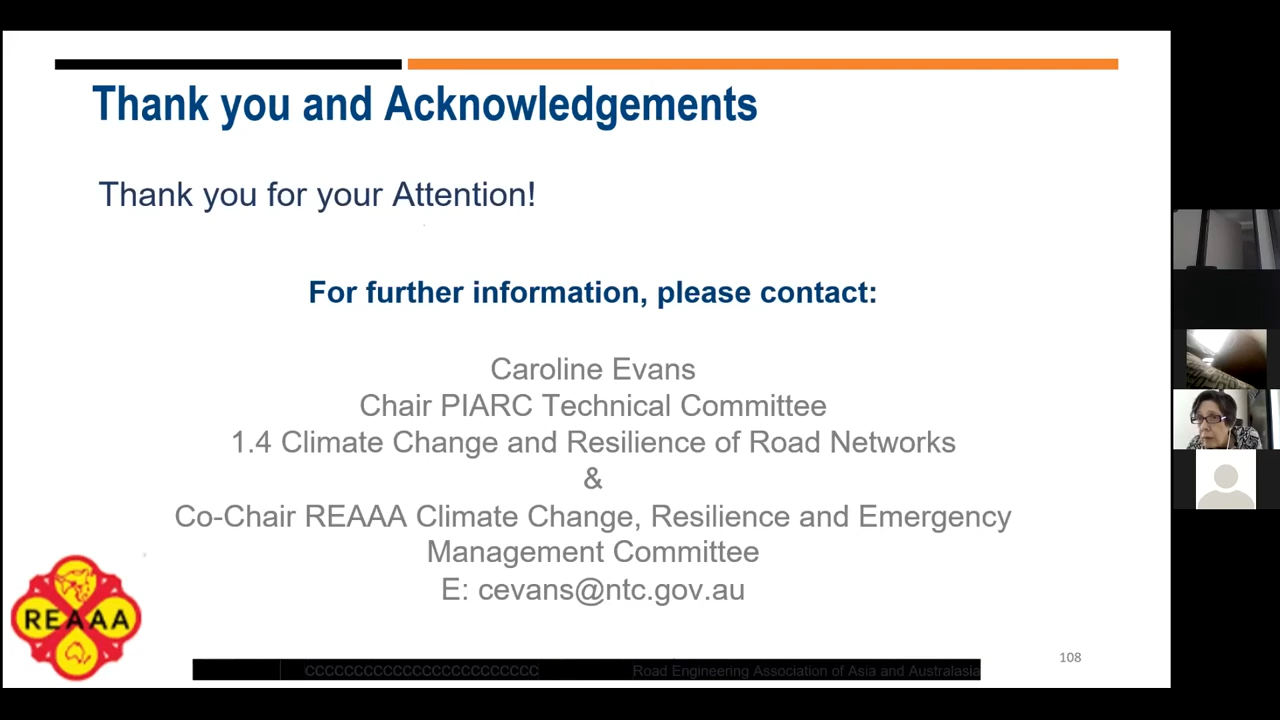 Thank you and Acknowledgements
Thank you for your Attention!
For further information, please contact:
Caroline Evans
Chair PIARC Technical Committee
1.4 Climate Change and Resilience of Road Networks
&
Co-Chair REAAA Climate Change, Resilience and Emergency
Management Committee
E: cevans@ntc.gov.au
REAAA
CCCCCCCCCCCCCCCCCCCCCCCC
Road Engineering Association of Asia and Australasia
108